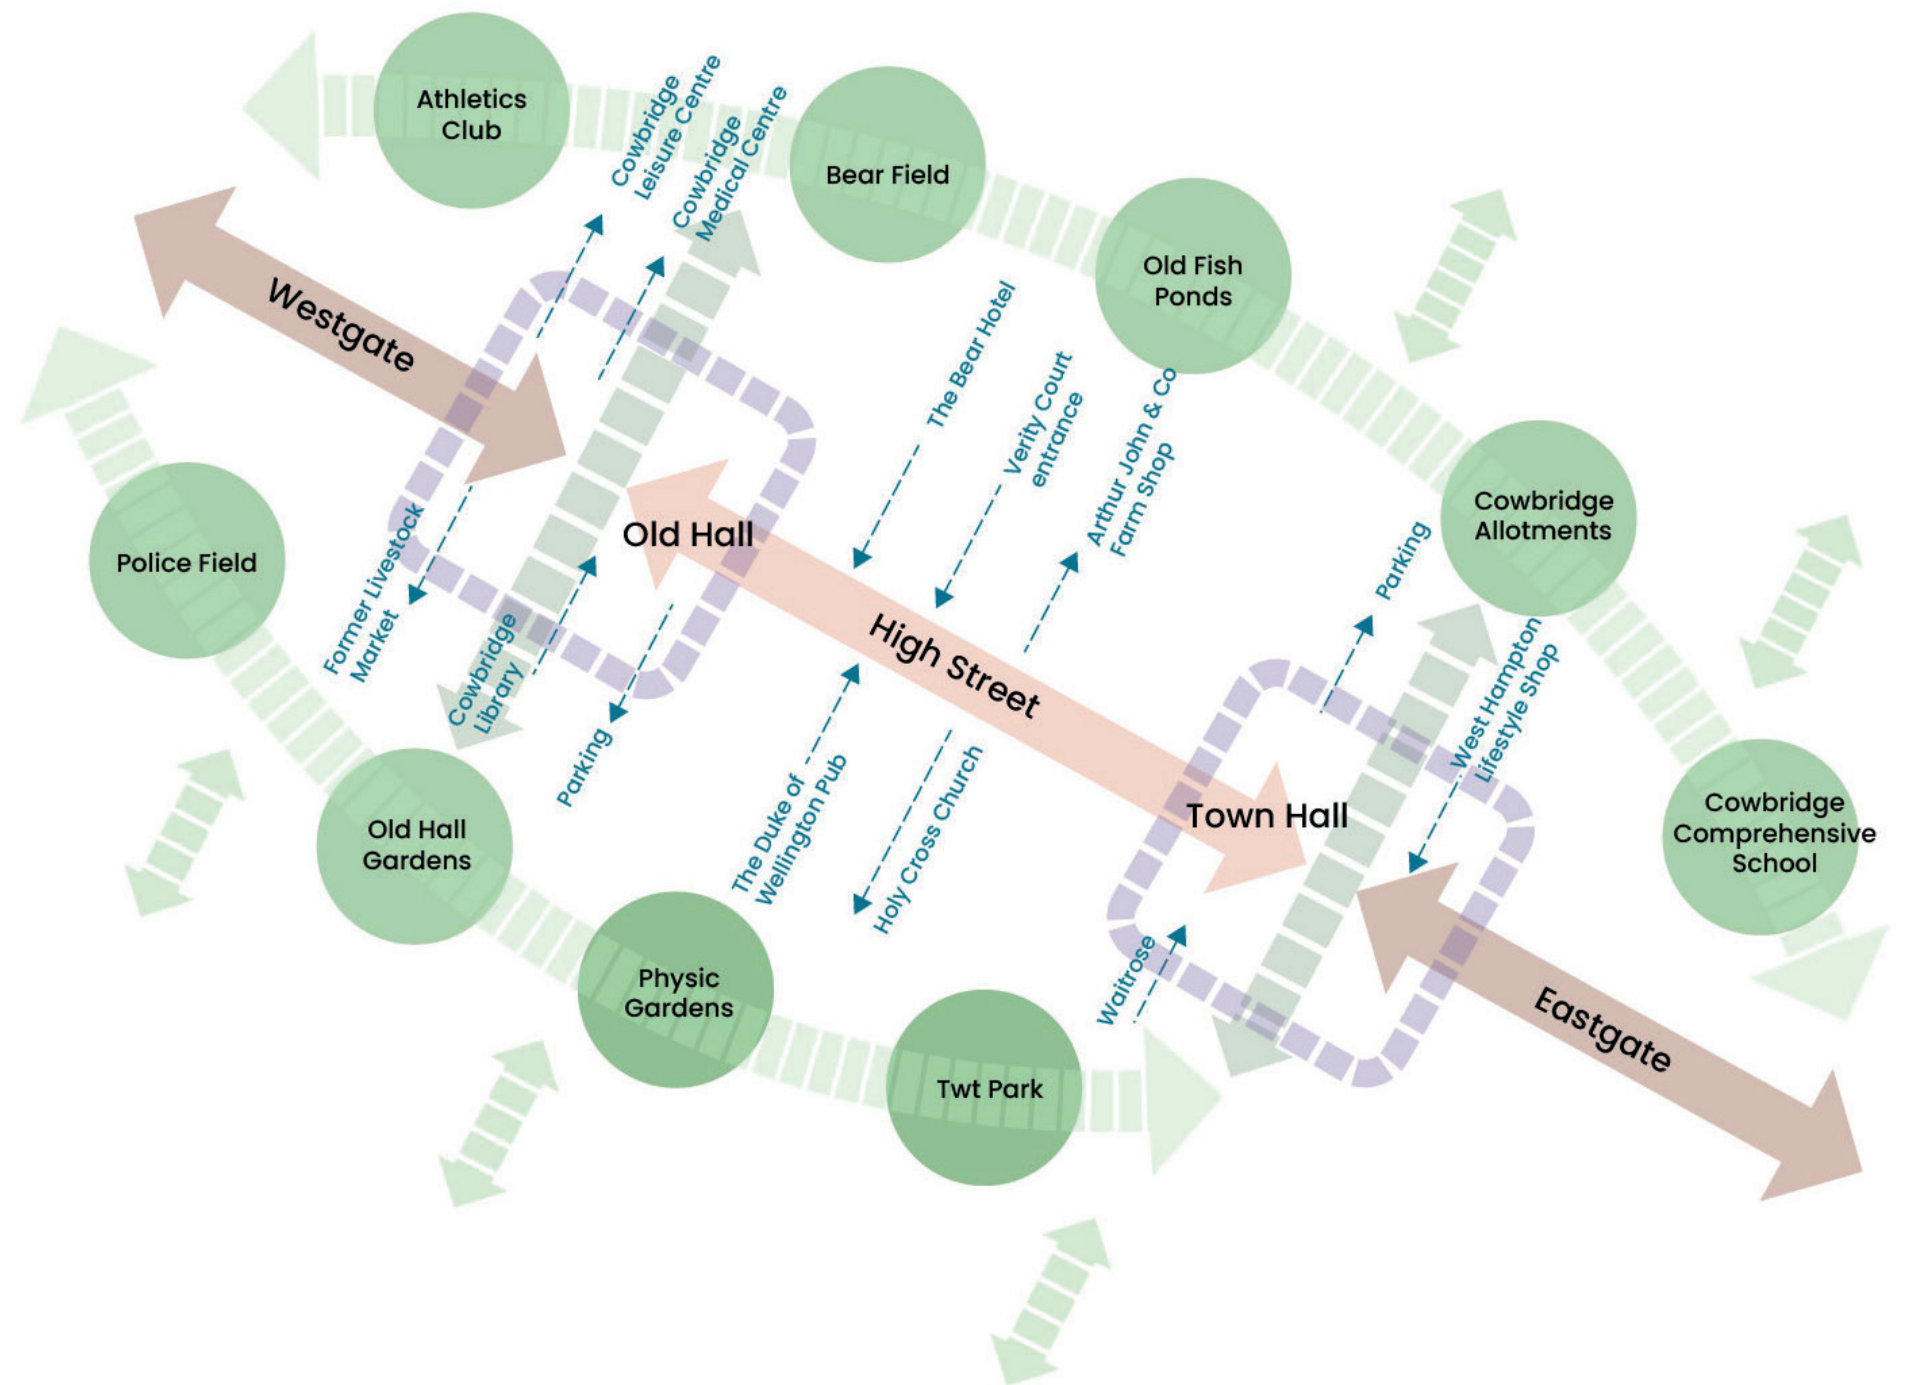 Athletics
Club
Cowbridge
Leisure Centre
Cowbridge
Medical Centre
Bear Field
Old Fish
Ponds
Westgate
The Bear Hotel
Verity Court
entrance
Arthur John & Co
Farm Shop
Cowbridge
Allotments
Police Field
Old Hall
Former Livestock
Market
Cowbridge
Library
Parking
High Street
Parking
West Hampton
Lifestyle Shop
Town Hall
Cowbridge
Comprehensive
School
Old Hall
Gardens
The Duke of
Wellington Pub
Holy Cross Church
Physic
Gardens
Waitrose
Eastgate
Twt Park